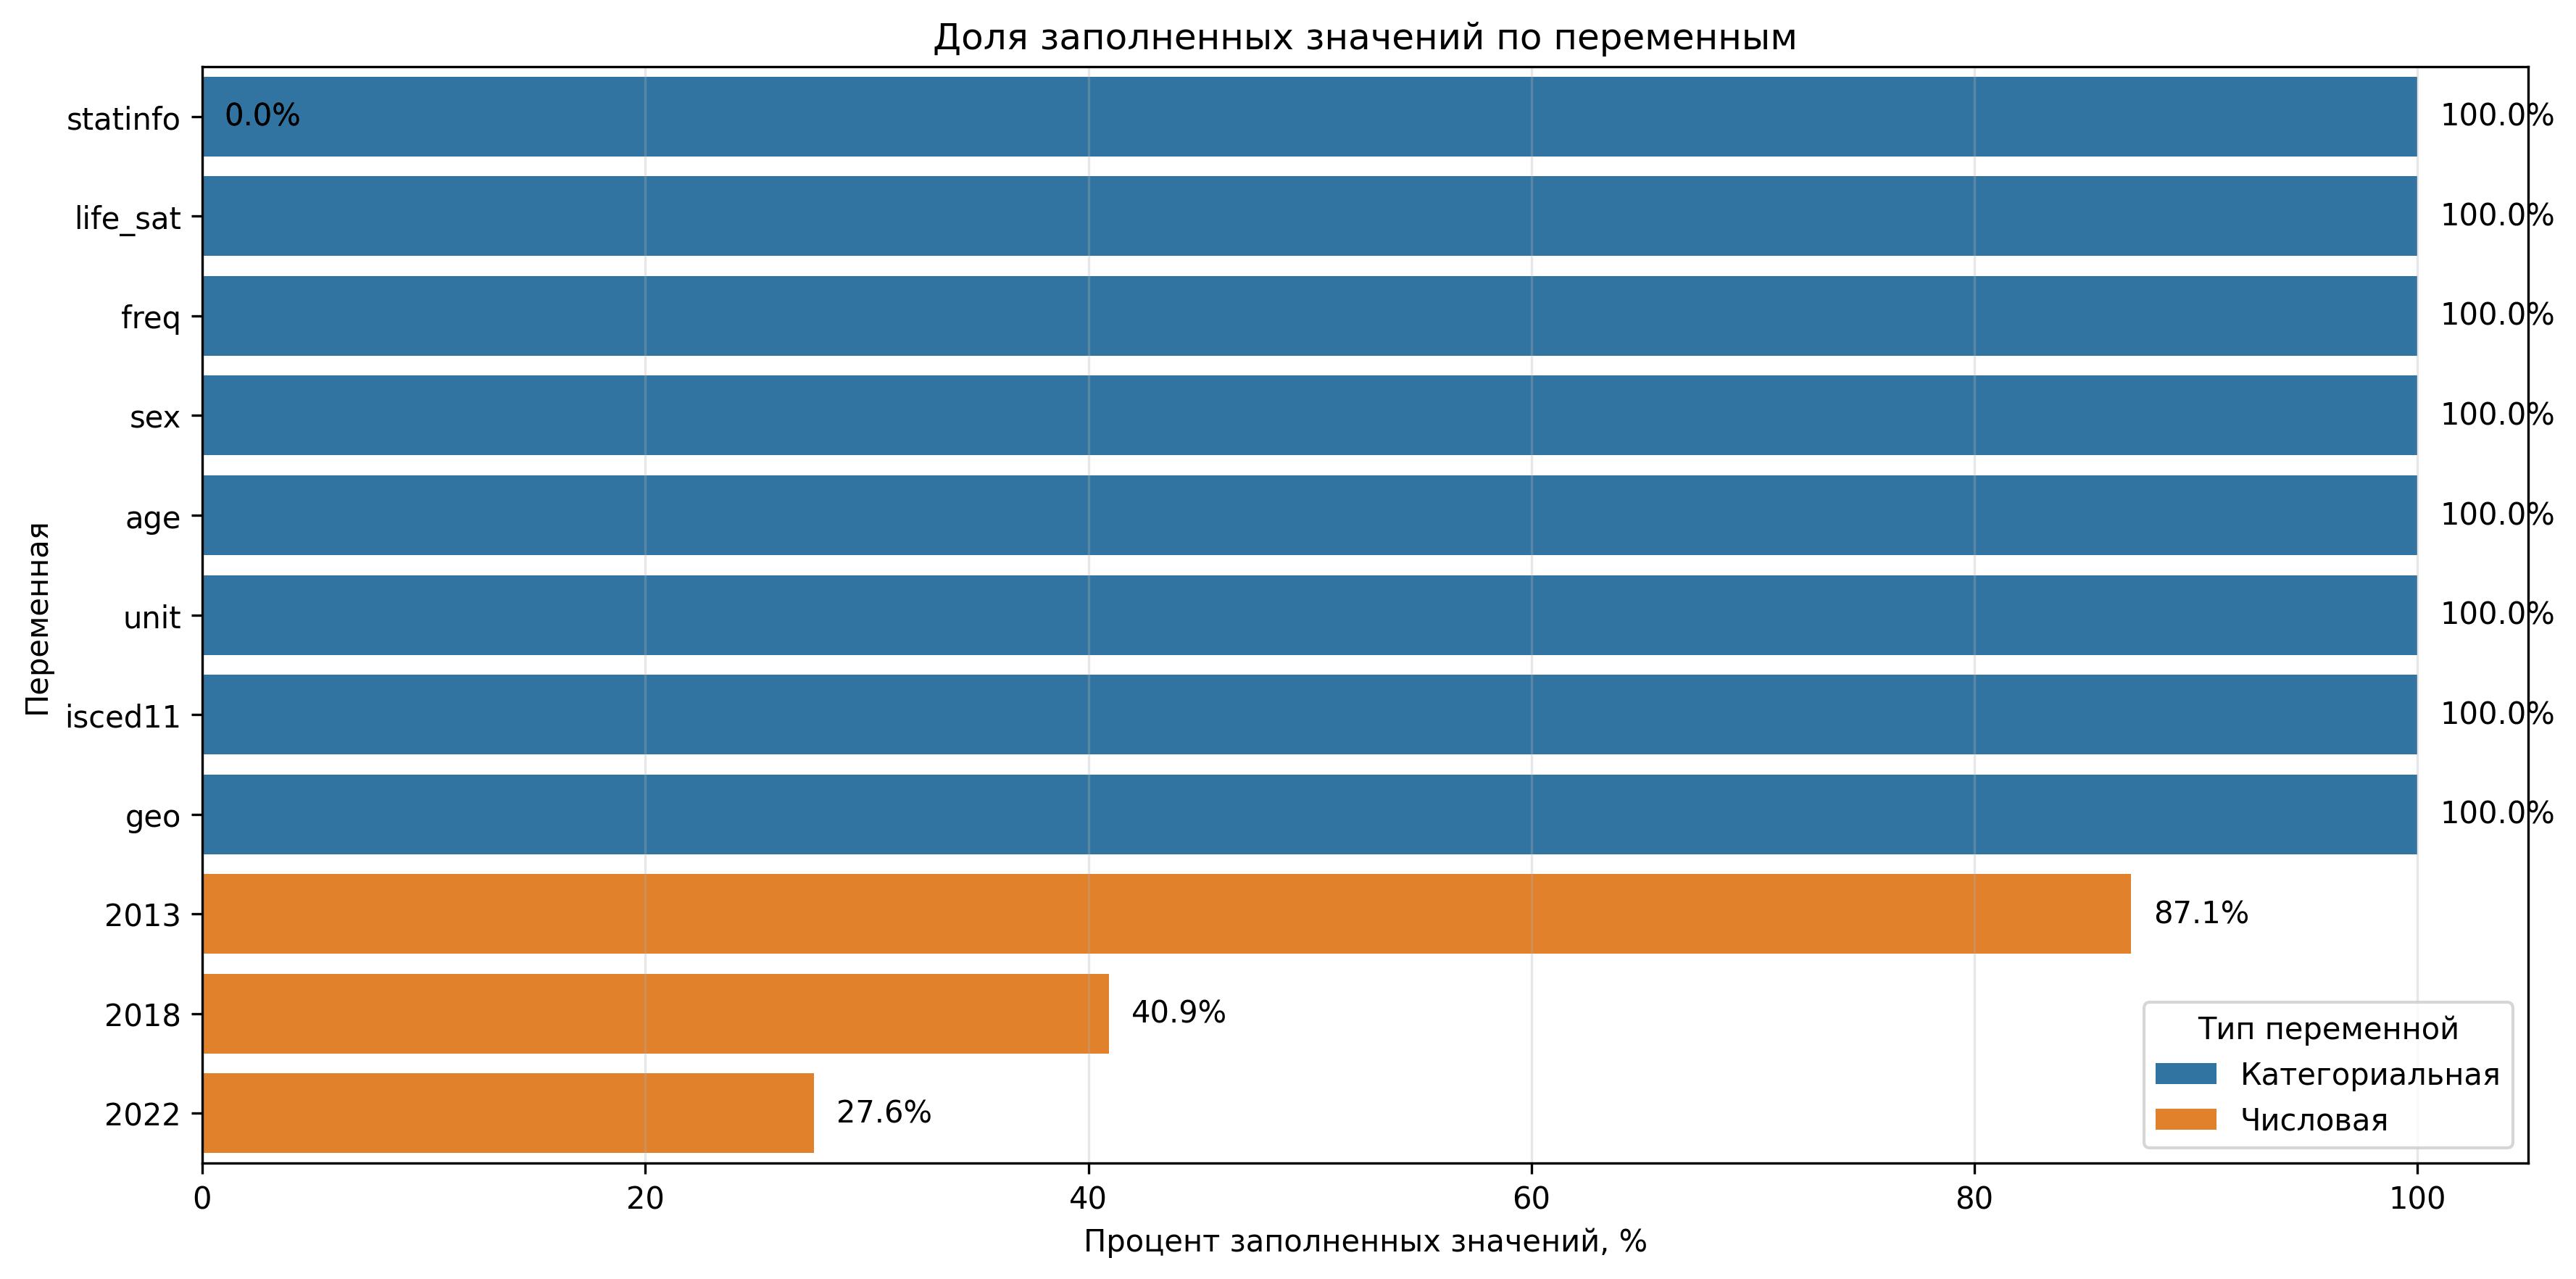 Доля заполненных значений по переменным
Переменная
statinfo
0.0%
100.0%
life_sat
100.0%
freq
100.0%
sex
100.0%
age
100.0%
unit
100.0%
isced11
100.0%
geo
100.0%
2013
87.1%
2018
40.9%
2022
27.6%
Тип переменной
Категориальная
Числовая
0
20
40
60
80
100
Процент заполненных значений, %